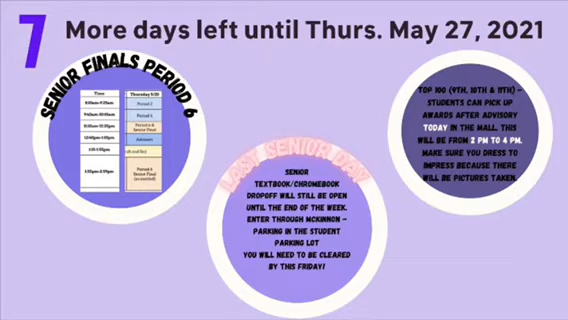 7 More days left until Thurs. May 27, 2021
SENIOR FINALS PERIOD 6
Time Thursday 5/20
Period 2
Period 4
Period 6
Senior Final
Advisory
LAST SENIOR DAY
SENIOR
TEXTBOOK/CHROMEBOOK
DROPOFF WILL STILL BE OPEN
UNTIL THE END OF THE WEEK.
ENTER THROUGH MCKINNON –
PARKING IN THE STUDENT
PARKING LOT
YOU WILL NEED TO BE CLEARED
BY THIS FRIDAY!
TOP 100 (9TH, 10TH & 11TH) –
STUDENTS CAN PICK UP
AWARDS AFTER ADVISORY
TODAY IN THE MALL. THIS
WILL BE FROM 2 PM TO 4 PM.
MAKE SURE YOU DRESS TO
IMPRESS BECAUSE THERE
WILL BE PICTURES TAKEN.